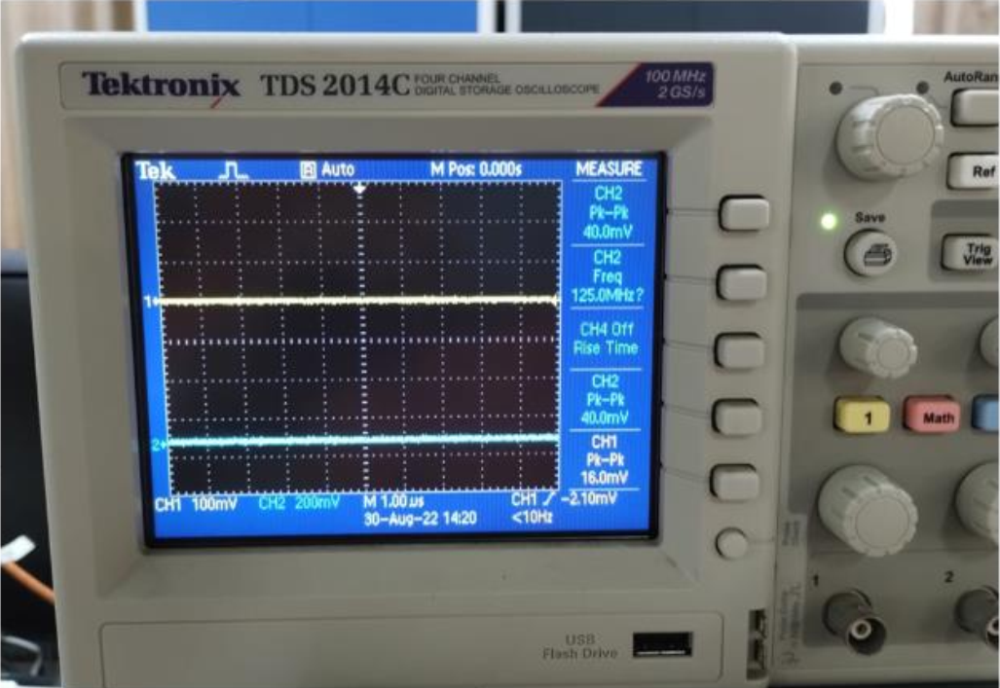 Tektronix TDS 2014C FOUR CHANNEL DIGITAL STORAGE OSCILLOSCOPE
100 MHz
2 GS/s
Tek Auto M Pos: 0.000s MEASURE
CH2
Pk-Pk
40.0mV
CH2
Freq
125.0MHz?
CH4 Off
Rise Time
CH2
Pk-Pk
40.0mV
CH1
Pk-Pk
16.0mV
1
2
CH1 100mV CH2 200mV M 1.00µs CH1 -2.10mV
30-Aug-22 14:20 <10Hz
AutoRan
Ref
Save
Trig
View
1
Math
1
2
USB
Flash Drive